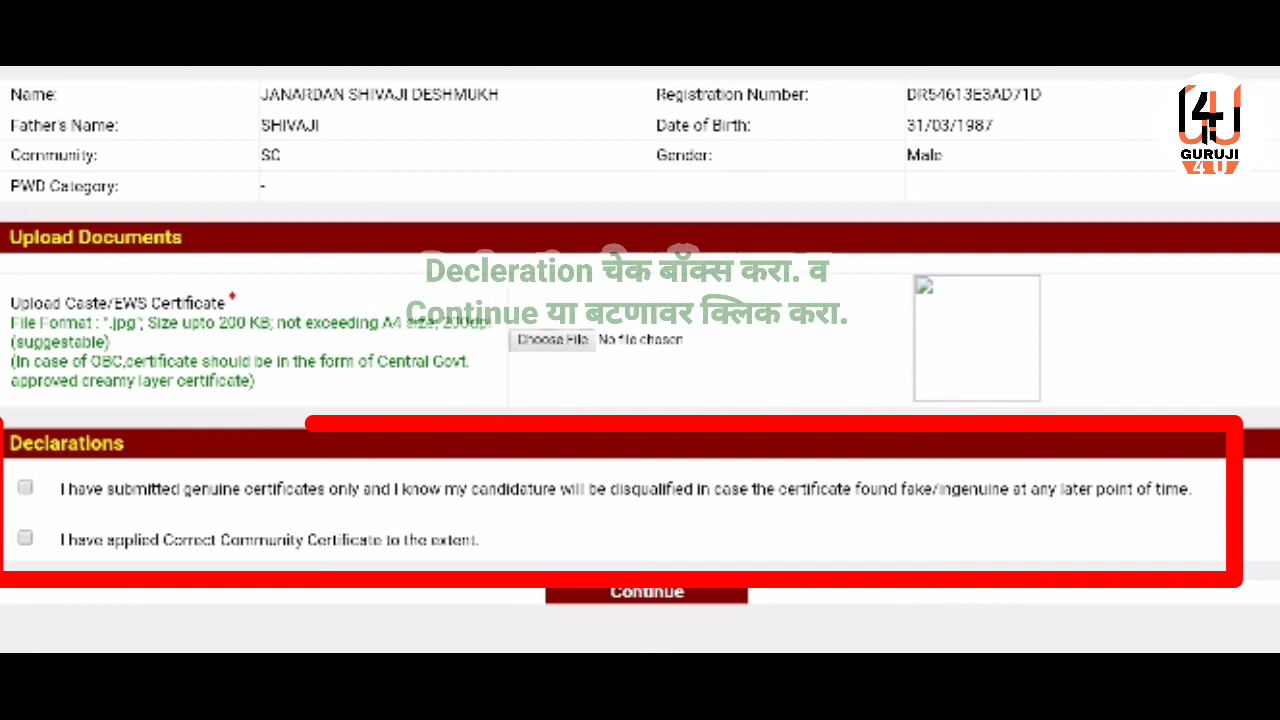 Name: JANARDAN SHIVAJI DESHMUKH Registration Number: DR54613E3AD71D
Father's Name: SHIVAJI Date of Birth: 31/03/1987
Community: SC Gender: Male
PWD Category: -
4U
GURUJI
4 U
Upload Documents
Decleration चेक बॉक्स करा. व
Continue या बटणावर क्लिक करा.
Upload Caste/EWS Certificate *
File Format : *.jpg; Size upto 200 KB; not exceeding A4 size; 200dpi
(suggestable)
(In case of OBC,certificate should be in the form of Central Govt.
approved creamy layer certificate)
Choose File No file chosen
Declarations
I have submitted genuine certificates only and I know my candidature will be disqualified in case the certificate found fake/ingenuine at any later point of time.
I have applied Correct Community Certificate to the extent.
Continue